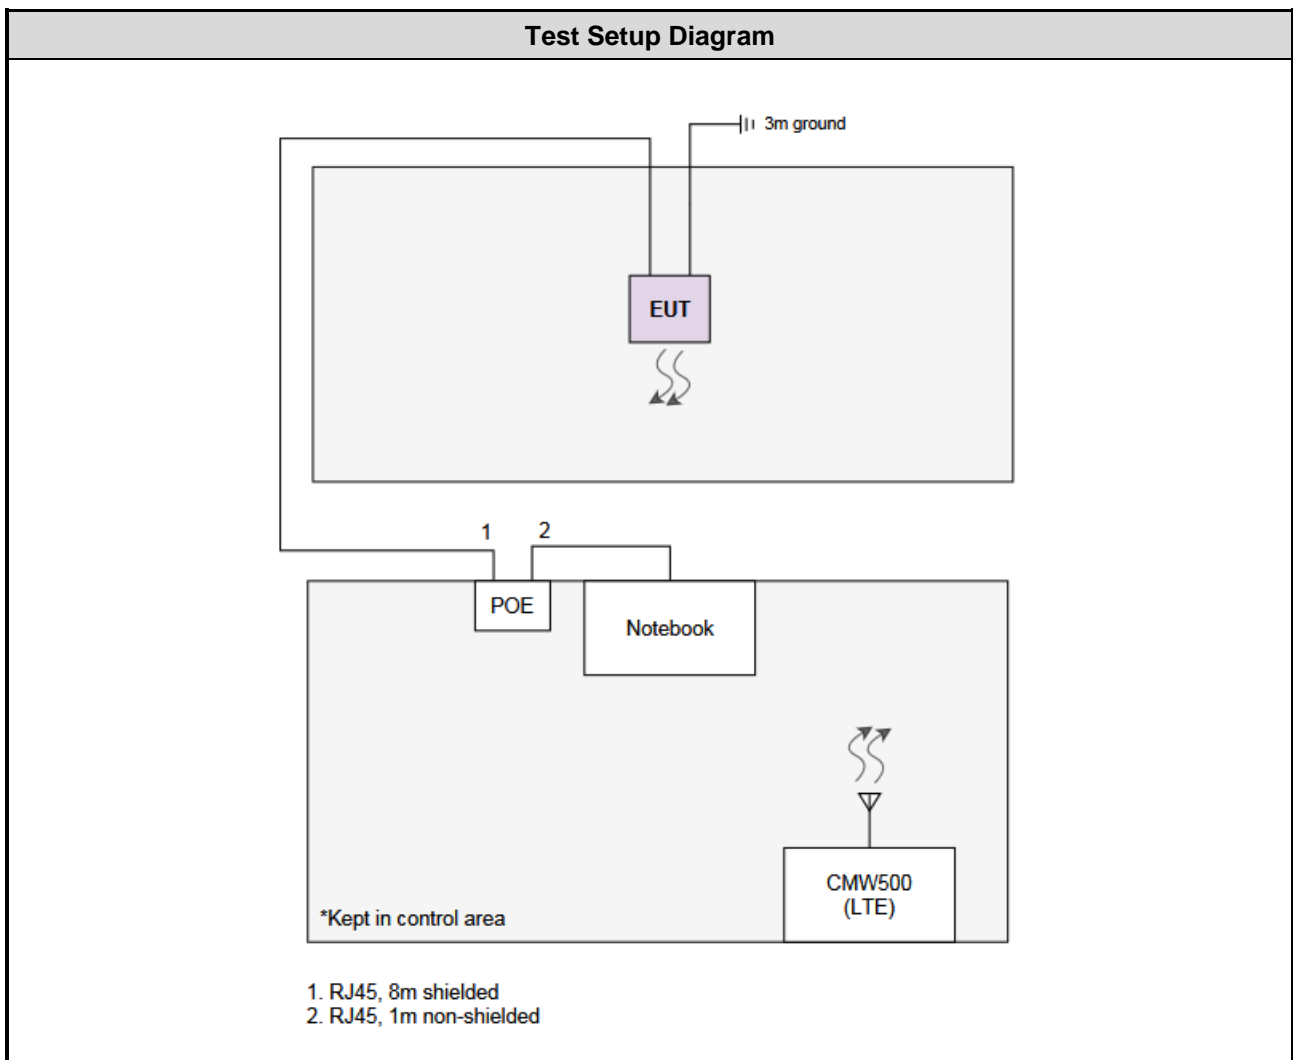 Test Setup Diagram
3m ground
EUT
1
2
POE
Notebook
CMW500
(LTE)
*Kept in control area
1. RJ45, 8m shielded
2. RJ45, 1m non-shielded